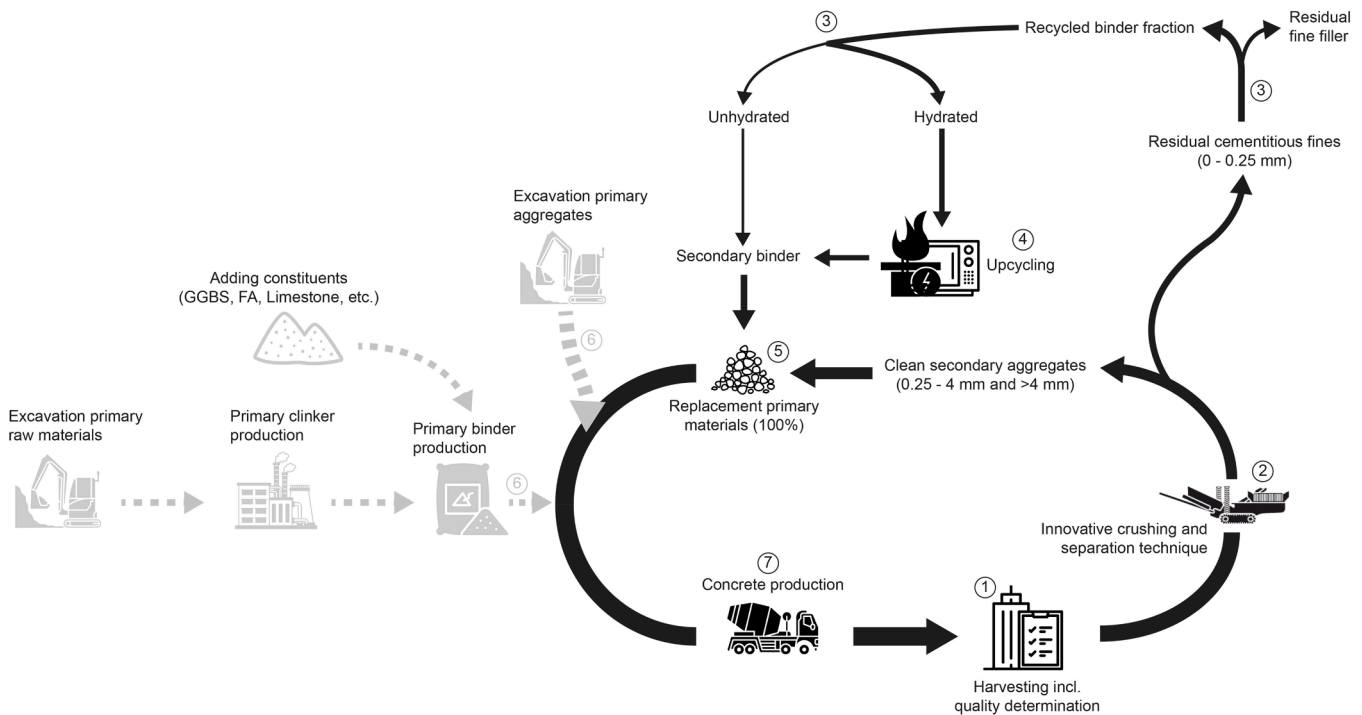 ③
Recycled binder fraction
Residual
fine filler
③
Unhydrated
Hydrated
Residual cementitious fines
(0 - 0.25 mm)
Excavation primary
aggregates
Secondary binder
④
Upcycling
Adding constituents
(GGBS, FA, Limestone, etc.)
⑥
⑤
Replacement primary
materials (100%)
Clean secondary aggregates
(0.25 - 4 mm and >4 mm)
Excavation primary
raw materials
Primary clinker
production
Primary binder
production
⑥
②
Innovative crushing and
separation technique
⑦
Concrete production
①
Harvesting incl.
quality determination